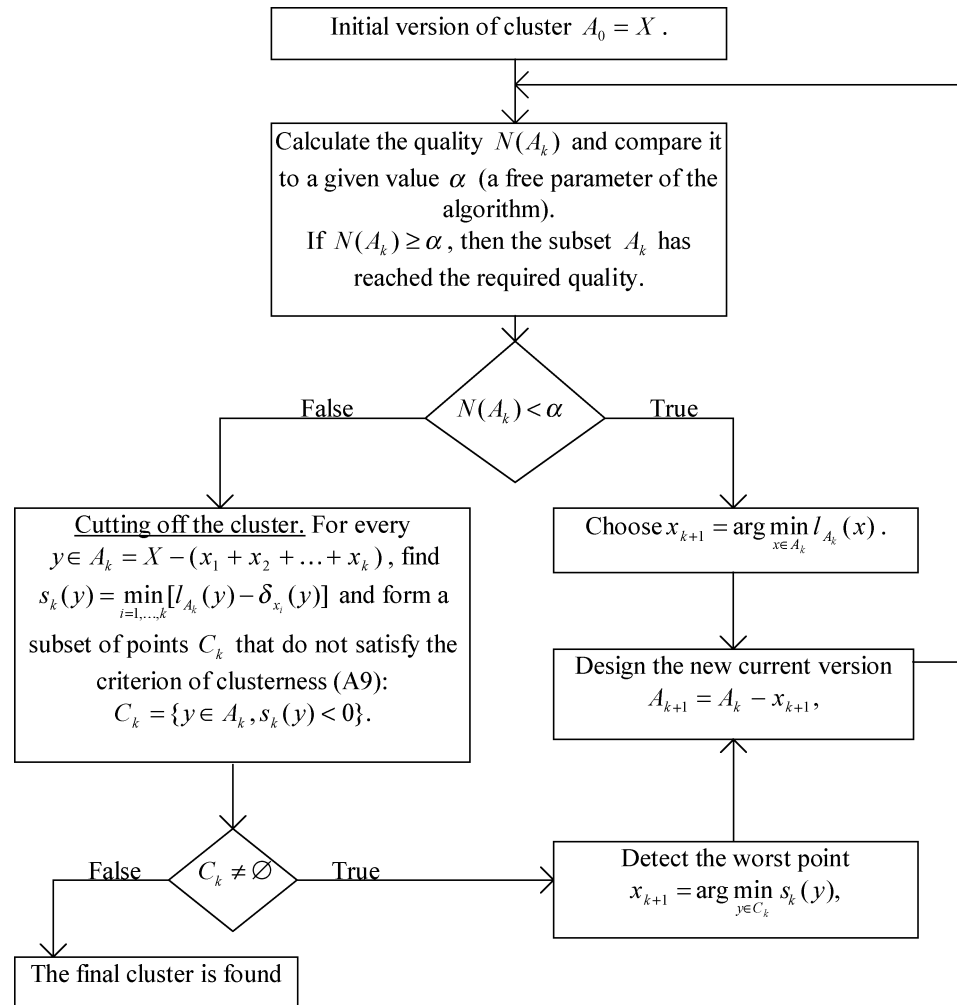 Initial version of cluster A₀ = X .
Calculate the quality N(Aₖ) and compare it
to a given value α (a free parameter of the
algorithm).
If N(Aₖ) ≥ α , then the subset Aₖ has
reached the required quality.
False
N(Aₖ) < α
True
Cutting off the cluster. For every
y ∈ Aₖ = X − (x₁ + x₂ + … + xₖ) , find
sₖ(y) = min_{i=1,…,k} [l_{Aₖ}(y) − δ_{xᵢ}(y)] and form a
subset of points Cₖ that do not satisfy the
criterion of clusterness (A9):
Cₖ = {y ∈ Aₖ , sₖ(y) < 0}.
Choose xₖ₊₁ = arg min_{x∈Aₖ} l_{Aₖ}(x) .
Design the new current version
Aₖ₊₁ = Aₖ − xₖ₊₁ ,
False
Cₖ ≠ ∅
True
Detect the worst point
xₖ₊₁ = arg min_{y∈Cₖ} sₖ(y),
The final cluster is found